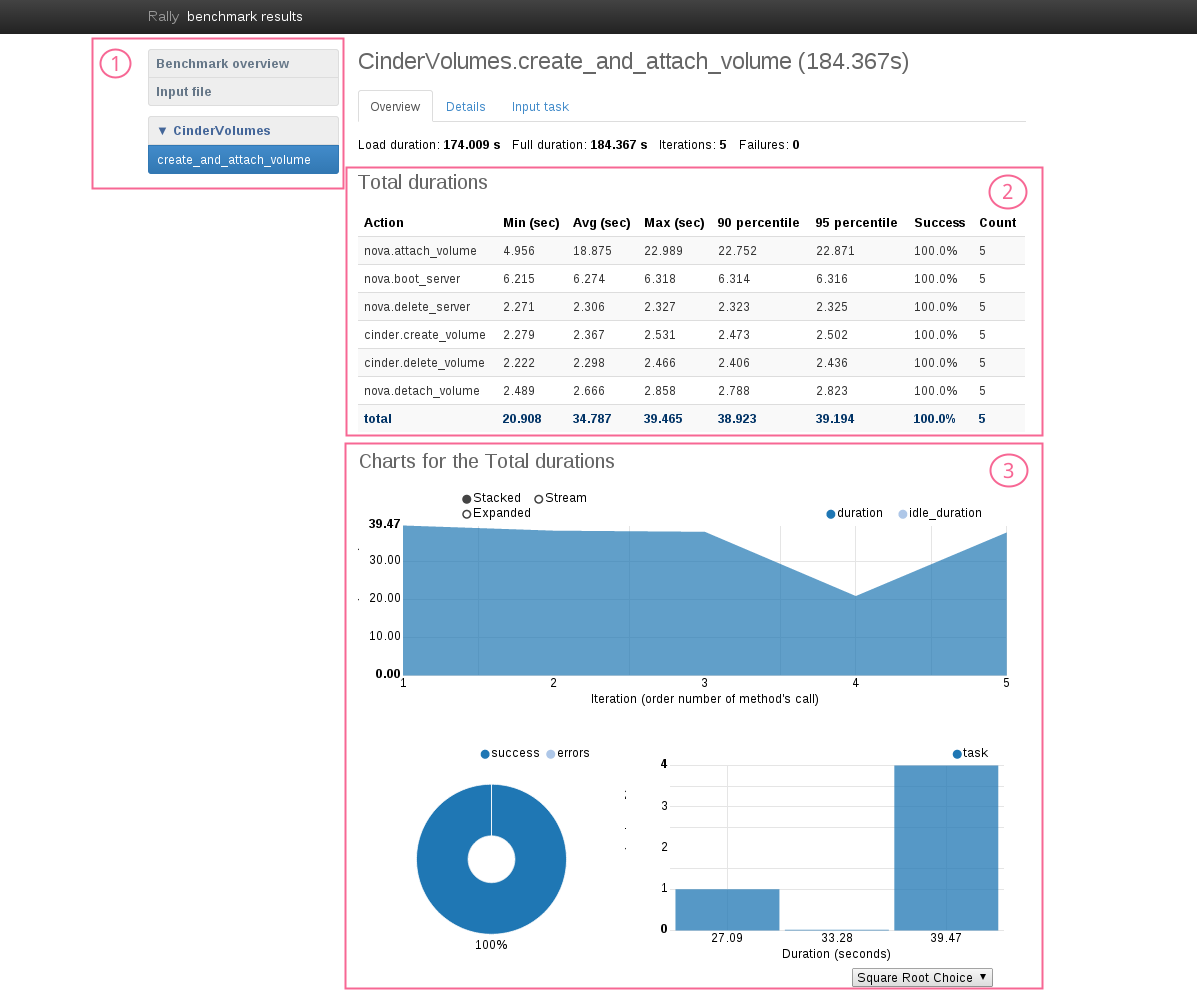 Rally benchmark results
1
Benchmark overview
Input file
▼ CinderVolumes
create_and_attach_volume
CinderVolumes.create_and_attach_volume (184.367s)
Overview Details Input task
Load duration: 174.009 s Full duration: 184.367 s Iterations: 5 Failures: 0
Total durations
2
Action Min (sec) Avg (sec) Max (sec) 90 percentile 95 percentile Success Count
nova.attach_volume 4.956 18.875 22.989 22.752 22.871 100.0% 5
nova.boot_server 6.215 6.274 6.318 6.314 6.316 100.0% 5
nova.delete_server 2.271 2.306 2.327 2.323 2.325 100.0% 5
cinder.create_volume 2.279 2.367 2.531 2.473 2.502 100.0% 5
cinder.delete_volume 2.222 2.298 2.466 2.406 2.436 100.0% 5
nova.detach_volume 2.489 2.666 2.858 2.788 2.823 100.0% 5
total 20.908 34.787 39.465 38.923 39.194 100.0% 5
Charts for the Total durations
3
Stacked Stream
Expanded
duration idle_duration
39.47
30.00
20.00
10.00
0.00
1 2 3 4 5
Iteration (order number of method's call)
success errors
100%
task
4
3
2
1
0
27.09 33.28 39.47
Duration (seconds)
Square Root Choice ▼